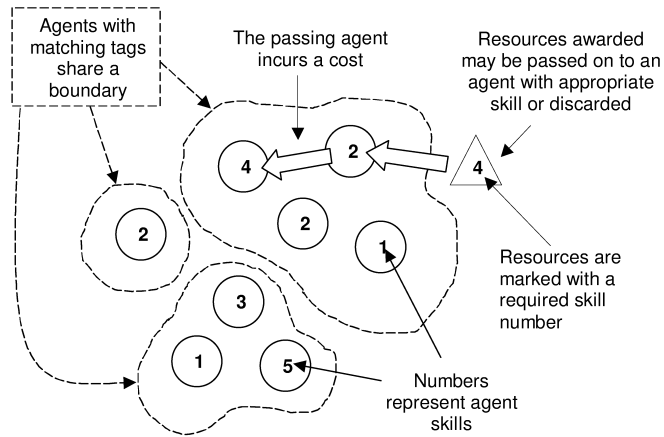 Agents with
matching tags
share a
boundary
The passing agent
incurs a cost
Resources awarded
may be passed on to an
agent with appropriate
skill or discarded
4
2
4
2
2
1
Resources are
marked with a
required skill
number
3
1
5
Numbers
represent agent
skills